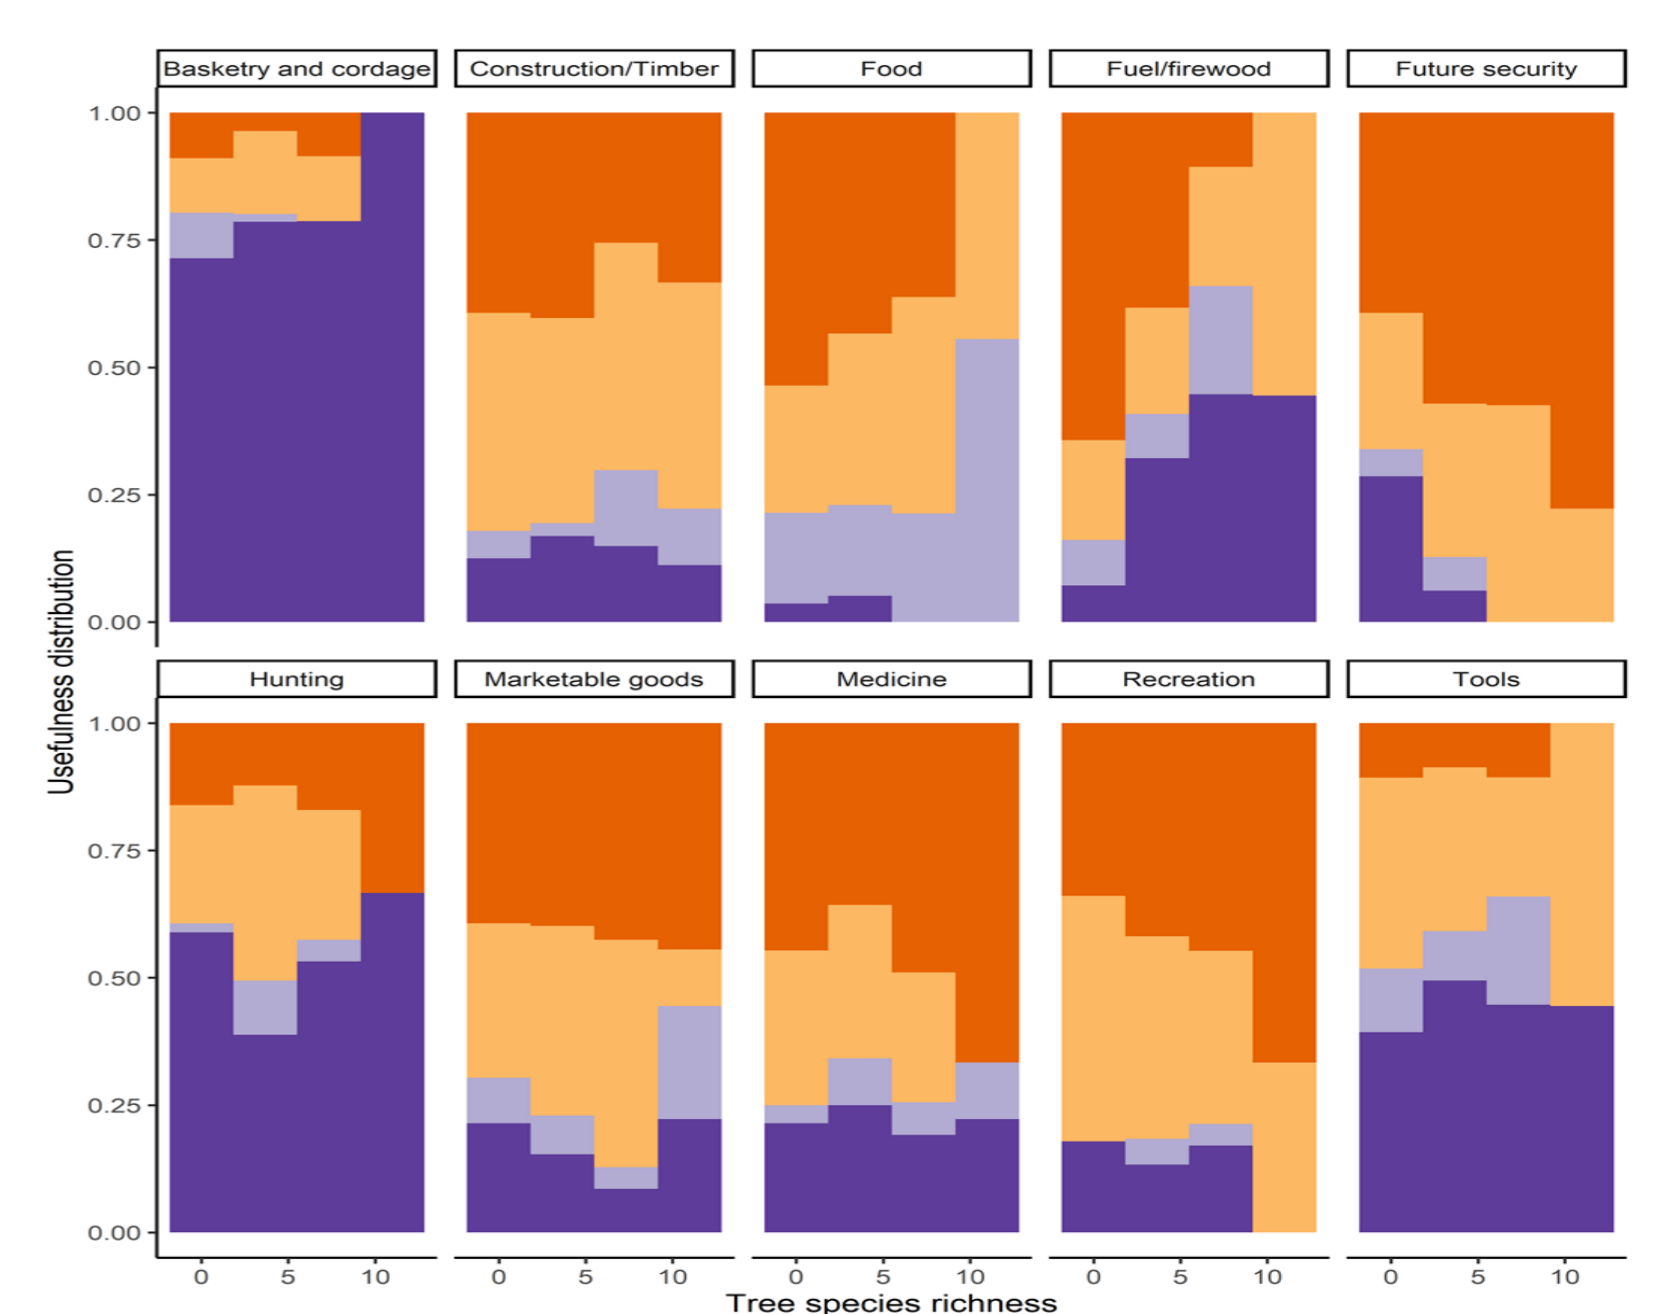 Basketry and cordage Construction/Timber Food Fuel/firewood Future security
1.00
0.75
0.50
0.25
0.00
Usefulness distribution
Hunting Marketable goods Medicine Recreation Tools
1.00
0.75
0.50
0.25
0.00
0 5 10 0 5 10 0 5 10 0 5 10 0 5 10
Tree species richness